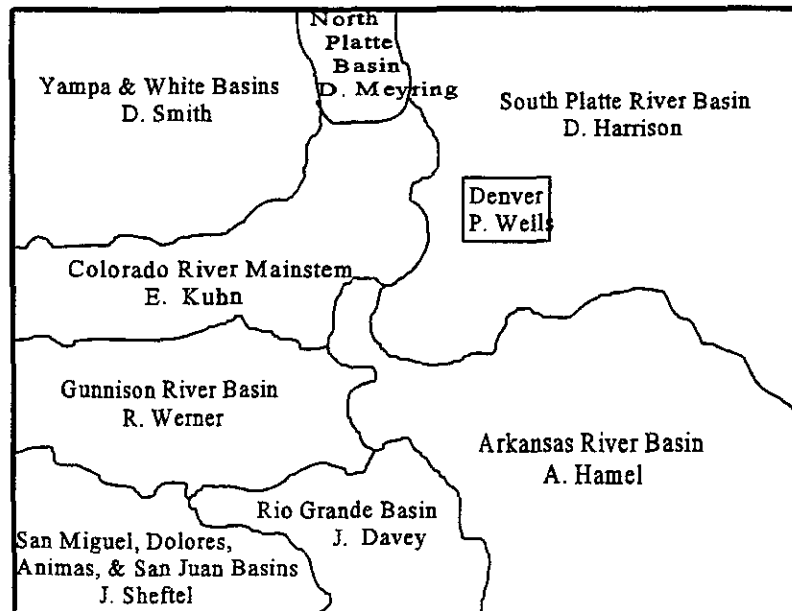 North
Platte
Basin
D. Meyring
Yampa & White Basins
D. Smith
South Platte River Basin
D. Harrison
Denver
P. Wells
Colorado River Mainstem
E. Kuhn
Gunnison River Basin
R. Werner
Arkansas River Basin
A. Hamel
Rio Grande Basin
J. Davey
San Miguel, Dolores,
Animas, & San Juan Basins
J. Sheftel